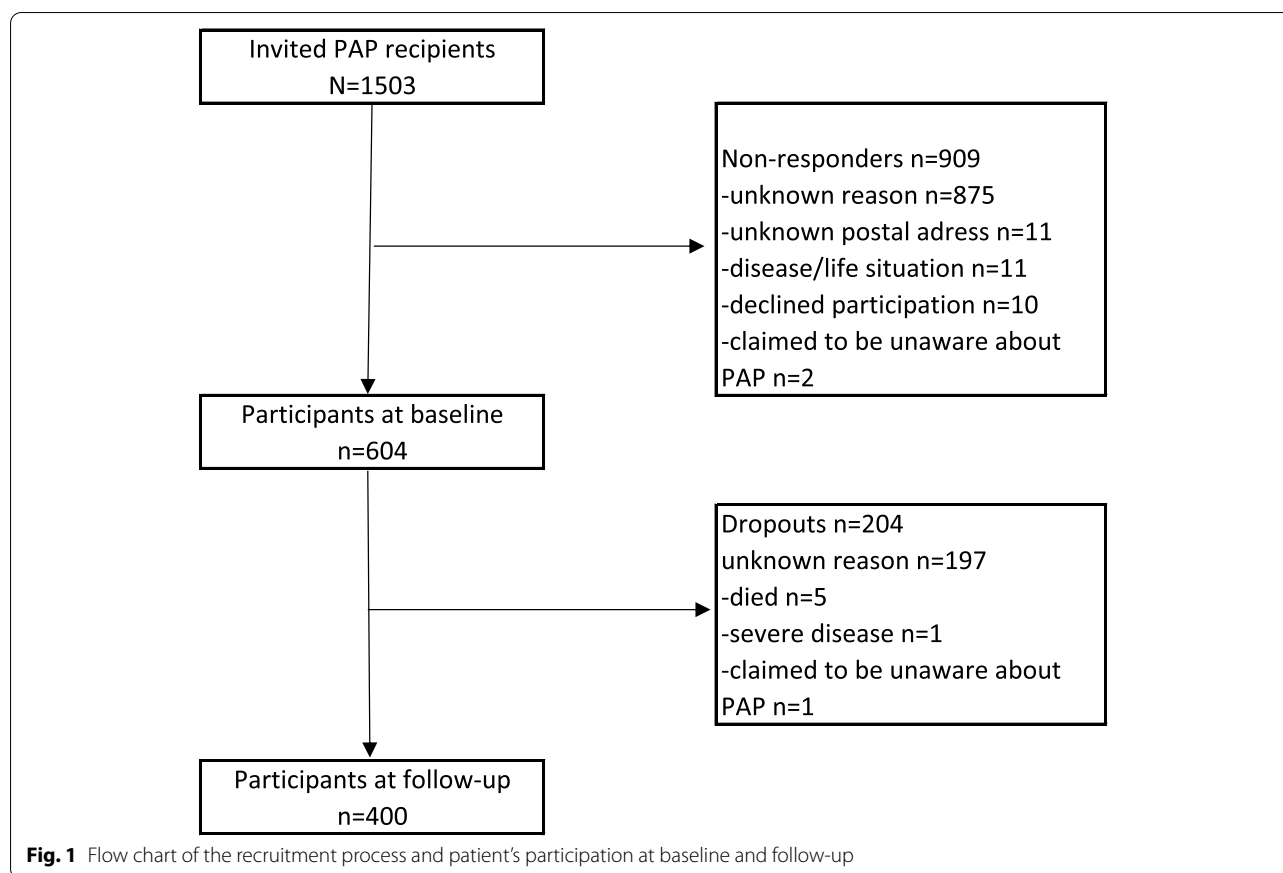 Invited PAP recipients
N=1503
Non-responders n=909
-unknown reason n=875
-unknown postal adress n=11
-disease/life situation n=11
-declined participation n=10
-claimed to be unaware about
PAP n=2
Participants at baseline
n=604
Dropouts n=204
unknown reason n=197
-died n=5
-severe disease n=1
-claimed to be unaware about
PAP n=1
Participants at follow-up
n=400
Fig. 1 Flow chart of the recruitment process and patient’s participation at baseline and follow-up